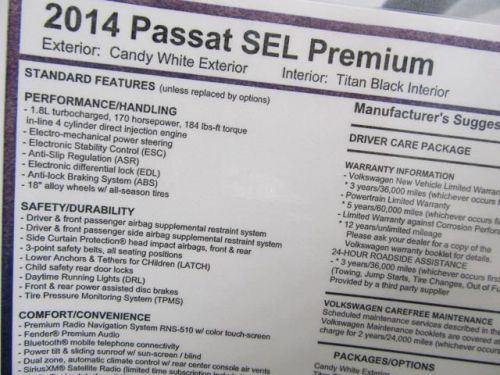 2014 Passat SEL Premium
Exterior: Candy White Exterior Interior: Titan Black Interior
STANDARD FEATURES (unless replaced by options)
PERFORMANCE/HANDLING
- 1.8L turbocharged, 170 horsepower, 184 lbs-ft torque
in-line 4 cylinder direct injection engine
- Electro-mechanical power steering
- Electronic Stability Control (ESC)
- Anti-Slip Regulation (ASR)
- Electronic differential lock (EDL)
- Anti-lock Braking System (ABS)
- 18" alloy wheels w/ all-season tires
SAFETY/DURABILITY
- Driver & front passenger airbag supplemental restraint system
- Driver & front passenger side supplemental restraint system
- Side Curtain Protection® head impact airbags, front & rear
- 3-point safety belts, all seating positions
- Lower Anchors & Tethers for CHildren (LATCH)
- Child safety rear door locks
- Daytime Running Lights (DRL)
- Front & rear power assisted disc brakes
- Tire Pressure Monitoring System (TPMS)
COMFORT/CONVENIENCE
- Premium Radio Navigation System RNS-510 w/ color touch-screen
- Fender® Premium Audio
- Bluetooth® mobile telephone connectivity
- Power tilt & sliding sunroof w/ sun-screen / blind
- Dual zone, automatic climate control w/ rear center console vent
- SiriusXM® Satellite Radio (limited time subscription
Manufacturer's Sugges
DRIVER CARE PACKAGE
WARRANTY INFORMATION
- Volkswagen New Vehicle Limited Warran
* 3 years/36,000 miles (whichever occurs f
- Powertrain Limited Warranty
* 5 years/60,000 miles (whichever occurs
- Limited Warranty against Corrosion Perfor
* 12 years/unlimited mileage
Please ask your dealer for a copy of the
Volkswagen warranty booklet for details.
24-HOUR ROADSIDE ASSISTANCE
- * 3 years/36,000 miles (whichever occurs first
(Towing, Jump Starts, Tire Changes, Out of Fu
Provided by a third party supplier
VOLKSWAGEN CAREFREE MAINTENANCE
Scheduled maintenance services described in the
Volkswagen Maintenance booklets are covered a
charge for 2 years/24,000 miles (whichever occur
PACKAGES/OPTIONS
Candy White Exterior